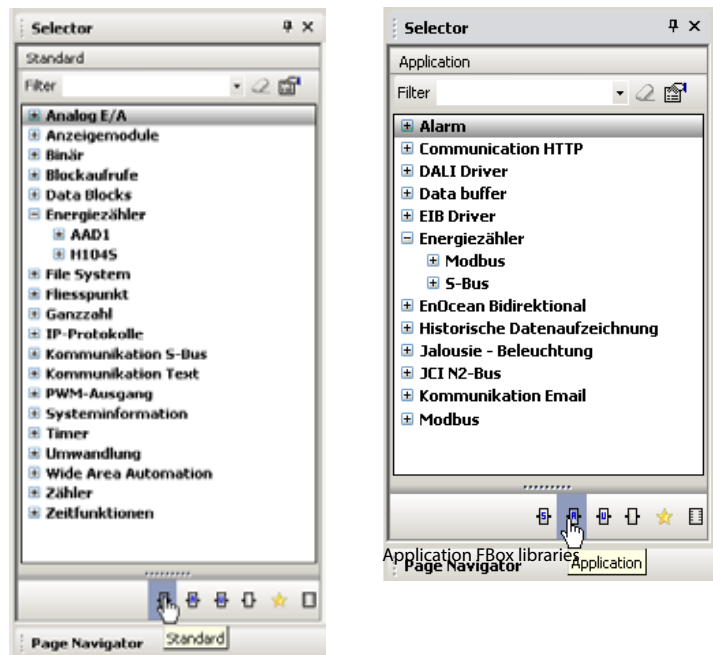 Selector
Standard
Filter
Analog E/A
Anzeigemodule
Binär
Blockaufrufe
Data Blocks
Energiezähler
AAD1
H104S
File System
Fliesspunkt
Ganzzahl
IP-Protokolle
Kommunikation S-Bus
Kommunikation Text
PWM-Ausgang
Systeminformation
Timer
Umwandlung
Wide Area Automation
Zähler
Zeitfunktionen
Standard
Page Navigator
Selector
Application
Filter
Alarm
Communication HTTP
DALI Driver
Data buffer
EIB Driver
Energiezähler
Modbus
S-Bus
EnOcean Bidirektional
Historische Datenaufzeichnung
Jalousie - Beleuchtung
JCI N2-Bus
Kommunikation Email
Modbus
S A U
Application FBox libraries
Page Navigator
Application